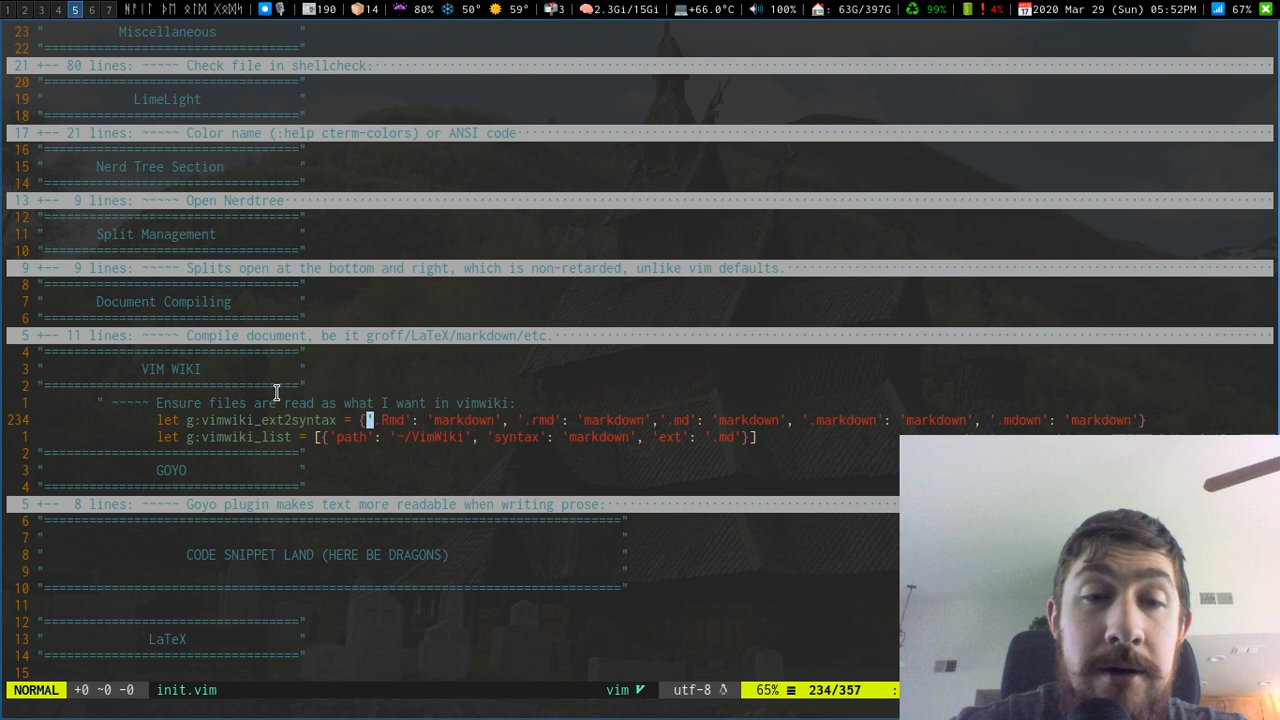 1 2 3 4 5 6 7 8 9 190 14 80% 50° 59° 3 2.3Gi/15Gi +66.0°C 100% : 63G/397G 99% ! 4% 2020 Mar 29 (Sun) 05:52PM 67%
23 " Miscellaneous "
22 "=================================="
21 +-- 80 lines: ~~~~~ Check file in shellcheck:
20 "=================================="
19 " LimeLight "
18 "=================================="
17 +-- 21 lines: ~~~~~ Color name (:help cterm-colors) or ANSI code
16 "=================================="
15 " Nerd Tree Section "
14 "=================================="
13 +-- 9 lines: ~~~~~ Open Nerdtree
12 "=================================="
11 " Split Management "
10 "=================================="
9 +-- 9 lines: ~~~~~ Splits open at the bottom and right, which is non-retarded, unlike vim defaults.
8 "=================================="
7 " Document Compiling "
6 "=================================="
5 +-- 11 lines: ~~~~~ Compile document, be it groff/LaTeX/markdown/etc.
4 "=================================="
3 " VIM WIKI "
2 "=================================="
1 " ~~~~~ Ensure files are read as what I want in vimwiki:
234 let g:vimwiki_ext2syntax = {'.Rmd': 'markdown', '.rmd': 'markdown','.md': 'markdown', '.markdown': 'markdown', '.mdown': 'markdown'}
1 let g:vimwiki_list = [{'path': '~/VimWiki', 'syntax': 'markdown', 'ext': '.md'}]
2 "=================================="
3 " GOYO "
4 "=================================="
5 +-- 8 lines: ~~~~~ Goyo plugin makes text more readable when writing prose:
6 "============================================================================="
7 " "
8 " CODE SNIPPET LAND (HERE BE DRAGONS) "
9 " "
10 "============================================================================="
11
12 "=================================="
13 " LaTeX "
14 "=================================="
15
NORMAL +0 ~0 -0 init.vim vim utf-8 65% ≡ 234/357 :